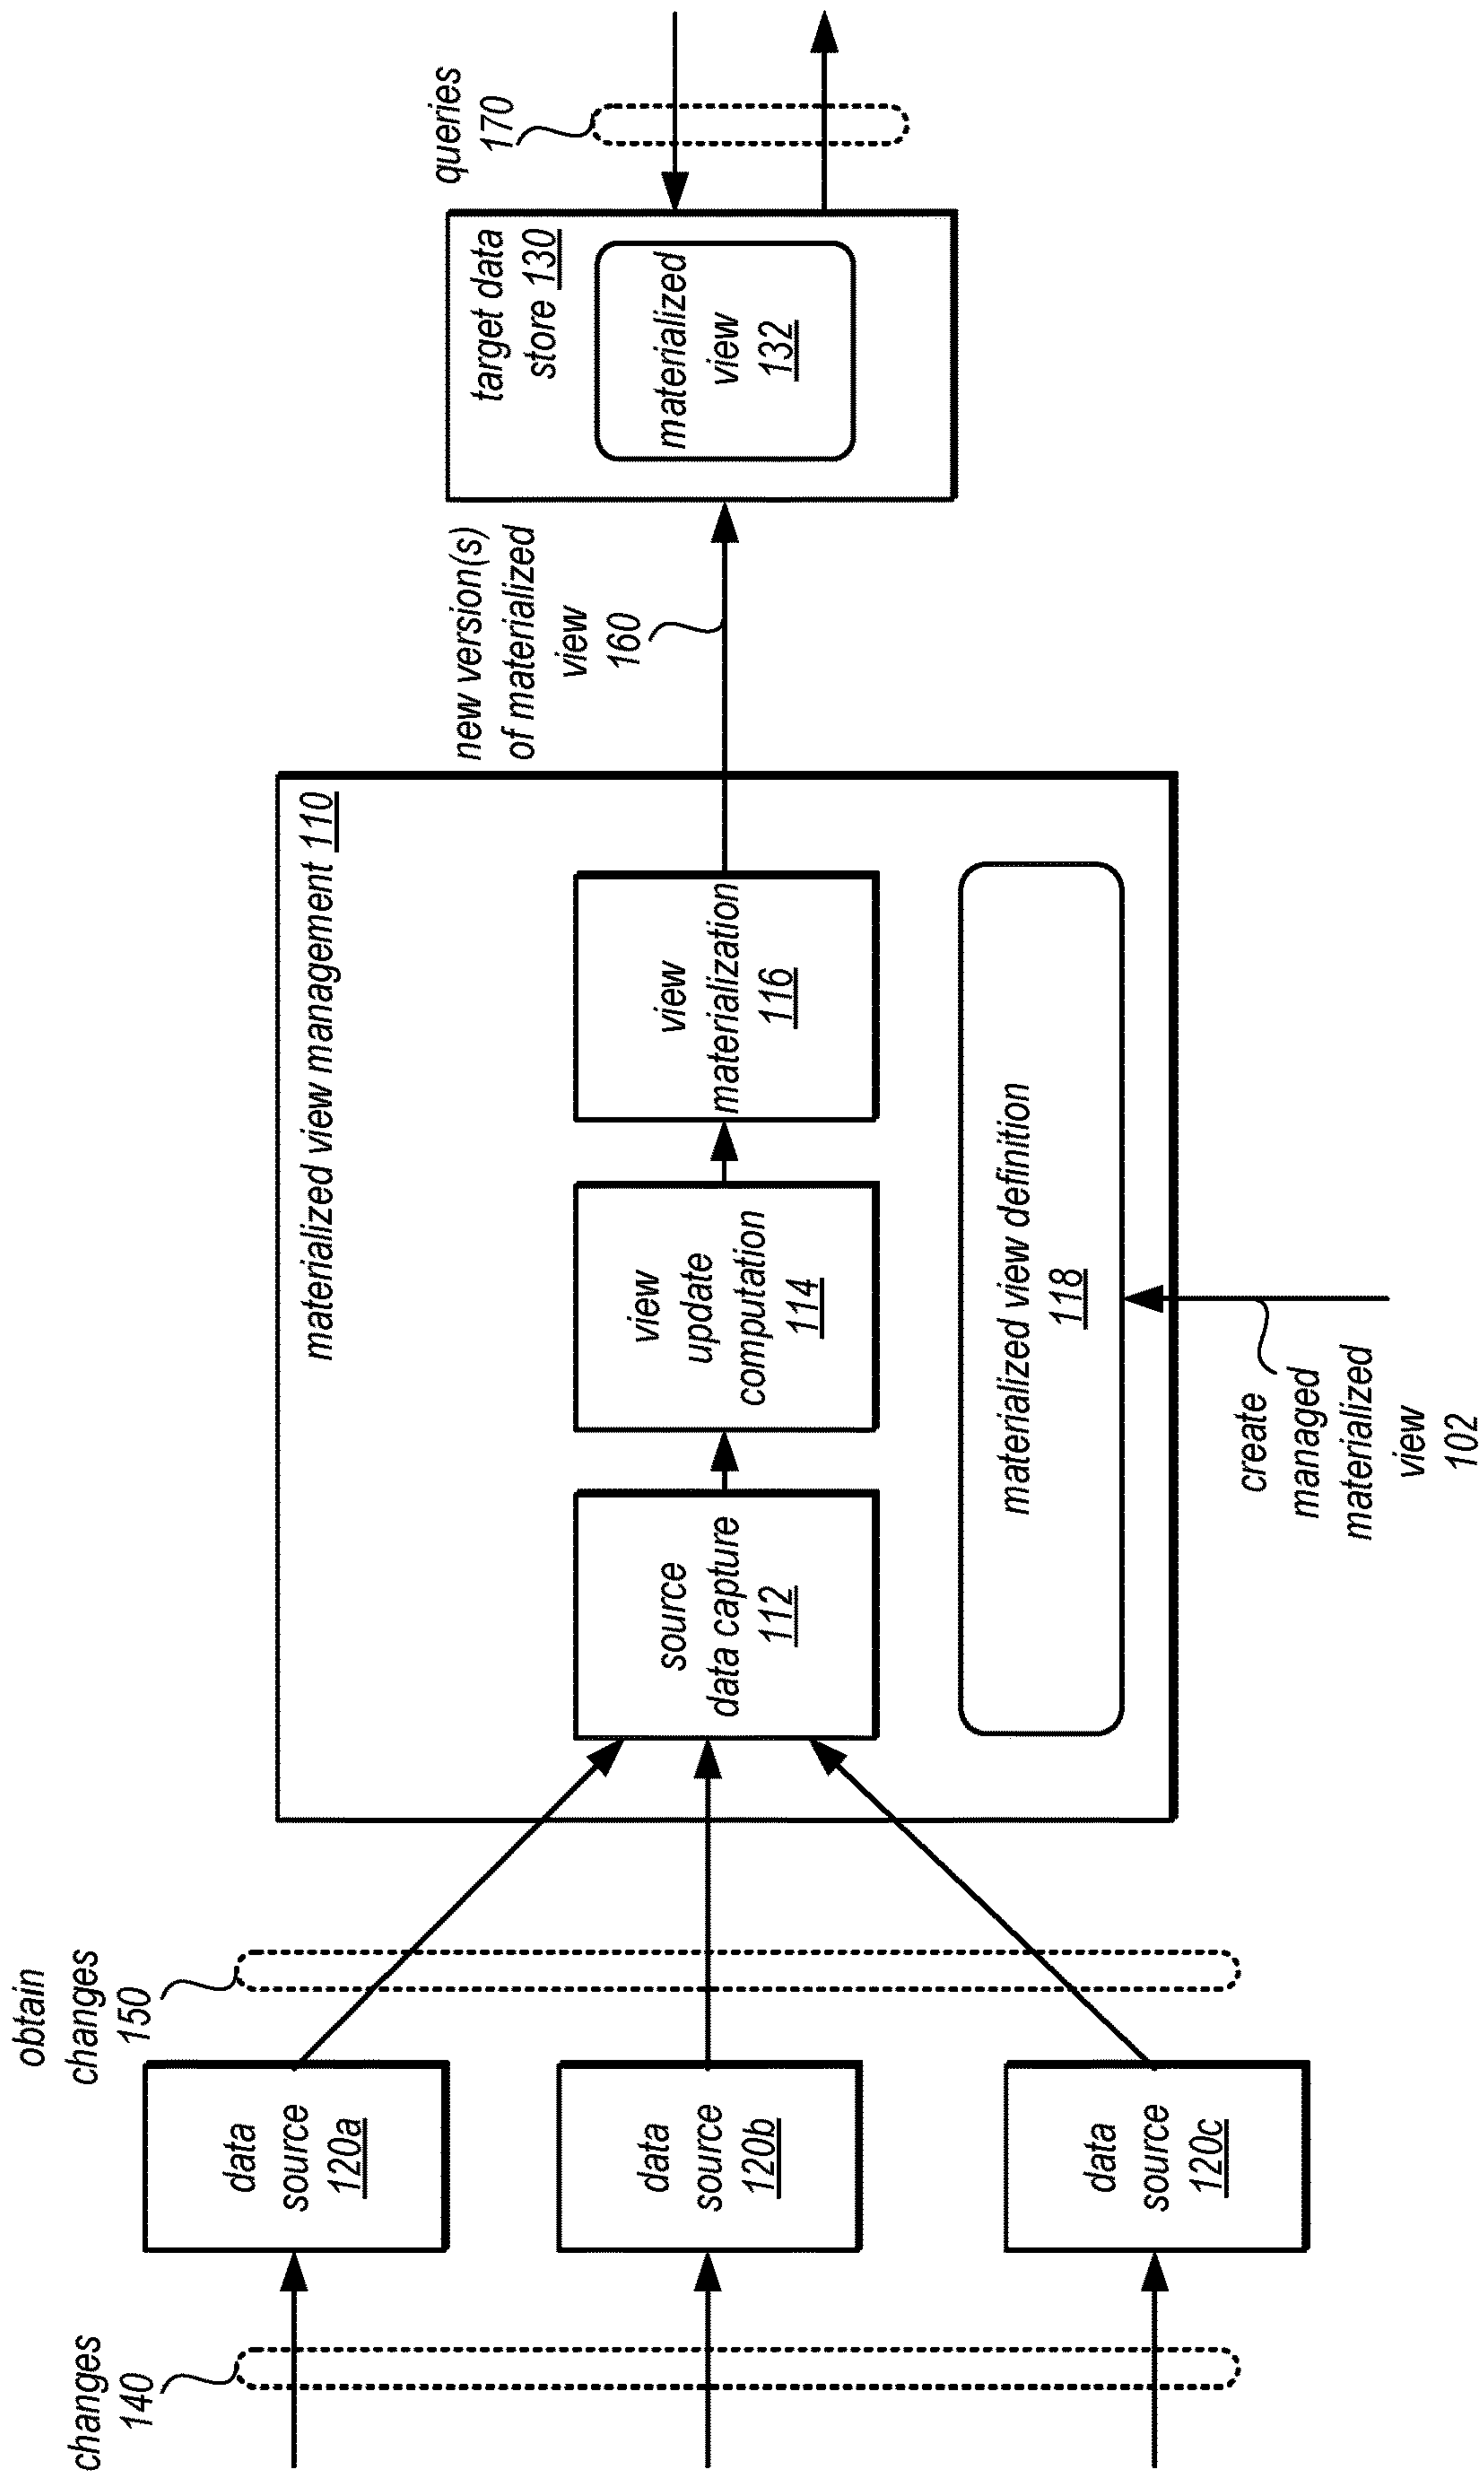 changes
140
data
source
120a
data
source
120b
data
source
120c
obtain
changes
150
materialized view management 110
source
data capture
112
view
update
computation
114
view
materialization
116
materialized view definition
118
create
managed
materialized
view
102
new version(s)
of materialized
view
160
target data
store 130
materialized
view
132
queries
170